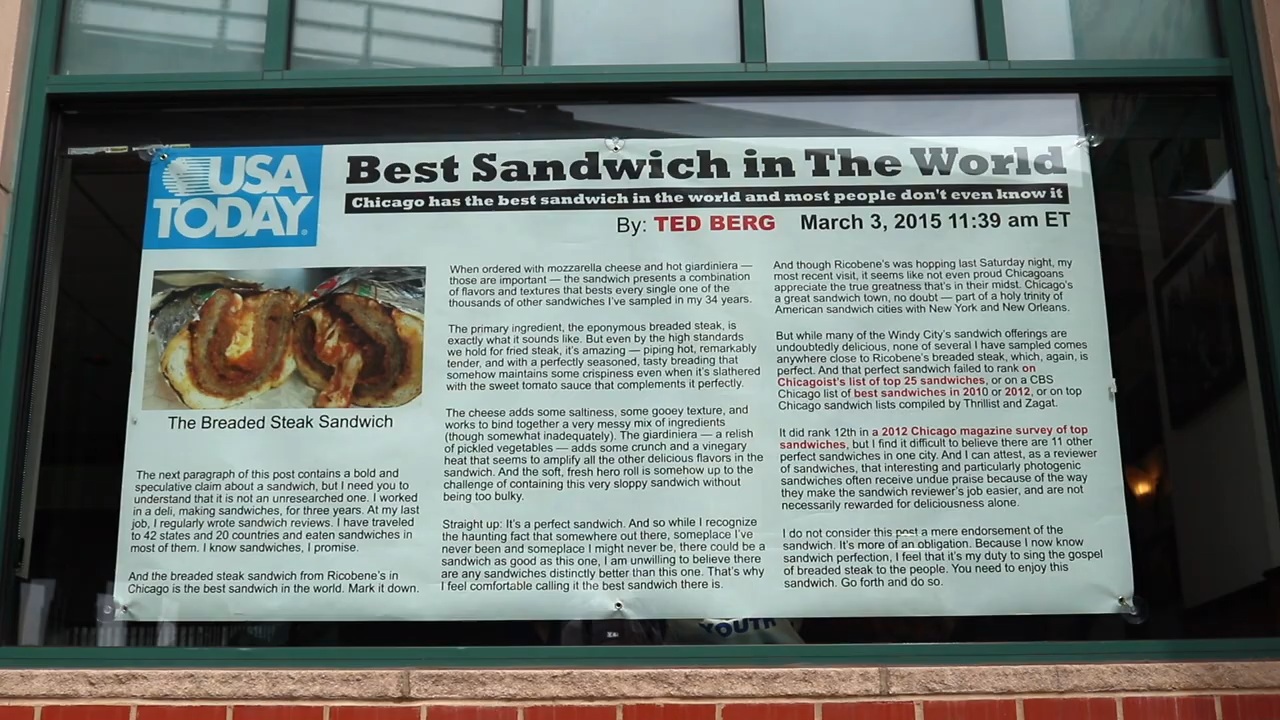 USA
TODAY
Best Sandwich in The World
Chicago has the best sandwich in the world and most people don't even know it
By: TED BERG March 3, 2015 11:39 am ET
The Breaded Steak Sandwich
The next paragraph of this post contains a bold and
speculative claim about a sandwich, but I need you to
understand that it is not an unresearched one. I worked
in a deli, making sandwiches, for three years. At my last
job, I regularly wrote sandwich reviews. I have traveled
to 42 states and 20 countries and eaten sandwiches in
most of them. I know sandwiches, I promise.
And the breaded steak sandwich from Ricobene's in
Chicago is the best sandwich in the world. Mark it down.
When ordered with mozzarella cheese and hot giardiniera —
those are important — the sandwich presents a combination
of flavors and textures that bests every single one of the
thousands of other sandwiches I've sampled in my 34 years.
The primary ingredient, the eponymous breaded steak, is
exactly what it sounds like. But even by the high standards
we hold for fried steak, it's amazing — piping hot, remarkably
tender, and with a perfectly seasoned, tasty breading that
somehow maintains some crispiness even when it's slathered
with the sweet tomato sauce that complements it perfectly.
The cheese adds some saltiness, some gooey texture, and
works to bind together a very messy mix of ingredients
(though somewhat inadequately). The giardiniera — a relish
of pickled vegetables — adds some crunch and a vinegary
heat that seems to amplify all the other delicious flavors in the
sandwich. And the soft, fresh hero roll is somehow up to the
challenge of containing this very sloppy sandwich without
being too bulky.
Straight up: It's a perfect sandwich. And so while I recognize
the haunting fact that somewhere out there, someplace I've
never been and someplace I might never be, there could be a
sandwich as good as this one, I am unwilling to believe there
are any sandwiches distinctly better than this one. That's why
I feel comfortable calling it the best sandwich there is.
And though Ricobene's was hopping last Saturday night, my
most recent visit, it seems like not even proud Chicagoans
appreciate the true greatness that's in their midst. Chicago's
a great sandwich town, no doubt — part of a holy trinity of
American sandwich cities with New York and New Orleans.
But while many of the Windy City's sandwich offerings are
undoubtedly delicious, none of several I have sampled comes
anywhere close to Ricobene's breaded steak, which, again, is
perfect. And that perfect sandwich failed to rank on
Chicagoist's list of top 25 sandwiches, or on a CBS
Chicago list of best sandwiches in 2010 or 2012, or on top
Chicago sandwich lists compiled by Thrillist and Zagat.
It did rank 12th in a 2012 Chicago magazine survey of top
sandwiches, but I find it difficult to believe there are 11 other
perfect sandwiches in one city. And I can attest, as a reviewer
of sandwiches, that interesting and particularly photogenic
sandwiches often receive undue praise because of the way
they make the sandwich reviewer's job easier, and are not
necessarily rewarded for deliciousness alone.
I do not consider this post a mere endorsement of the
sandwich. It's more of an obligation. Because I now know
sandwich perfection, I feel that it's my duty to sing the gospel
of breaded steak to the people. You need to enjoy this
sandwich. Go forth and do so.
YOUTH